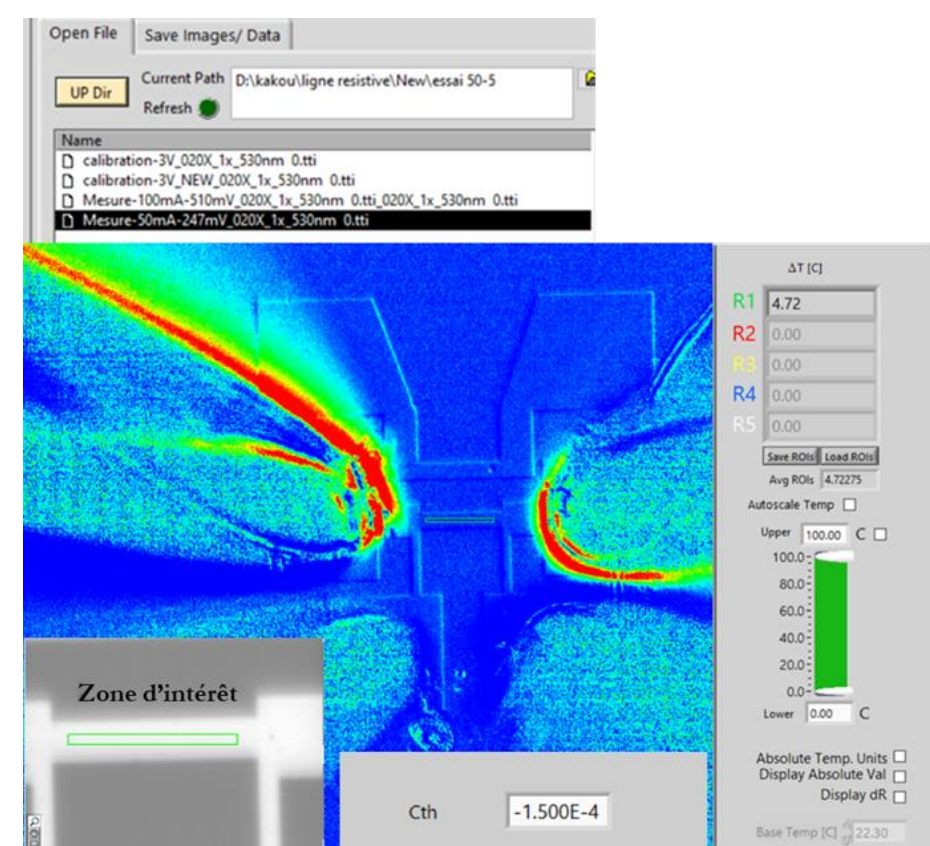 Open File
Save Images/ Data
UP Dir
Current Path
D:\kakou\ligne resistive\New\essai 50-5
Refresh
Name
calibration-3V_020X_1x_530nm 0.tti
calibration-3V_NEW_020X_1x_530nm 0.tti
Mesure-100mA-510mV_020X_1x_530nm 0.tti_020X_1x_530nm 0.tti
Mesure-50mA-247mV_020X_1x_530nm 0.tti
ΔT [C]
R1 4.72
R2 0.00
R3 0.00
R4 0.00
R5 0.00
Save ROIs Load ROIs
Avg ROIs 4.72275
Autoscale Temp
Upper 100.00 C
100.0
80.0
60.0
40.0
20.0
0.0
Lower 0.00 C
Absolute Temp. Units
Display Absolute Val
Display dR
Base Temp [C] 22.30
Zone d'intérêt
Cth -1.500E-4